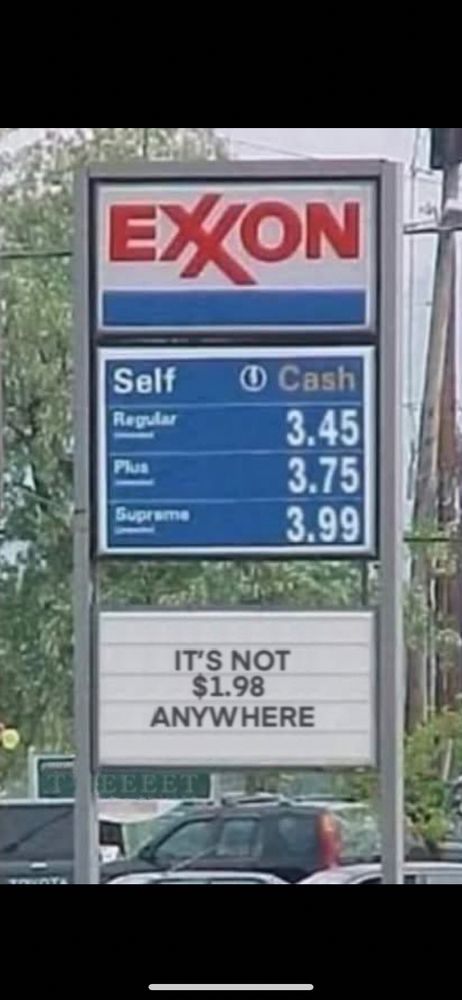 EXXON
Self Cash
Regular 3.45
Plus 3.75
Supreme 3.99
IT'S NOT
$1.98
ANYWHERE